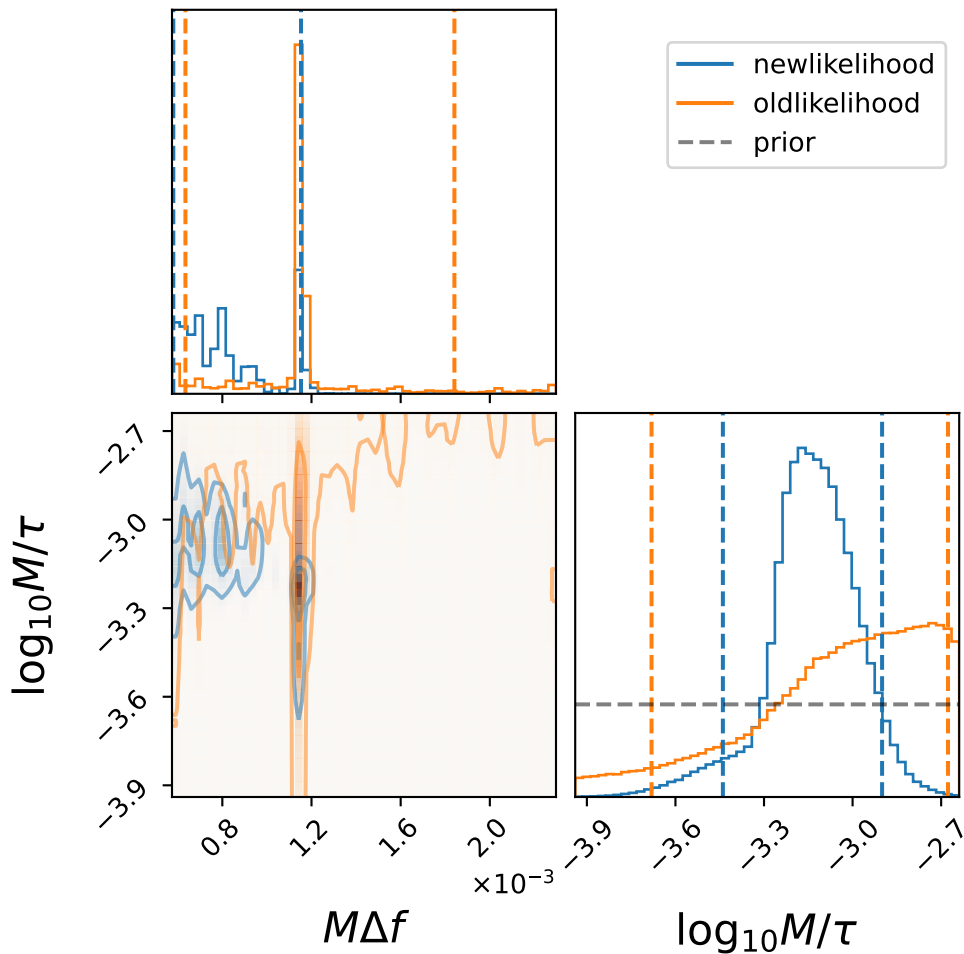 newlikelihood
oldlikelihood
prior
−2.7
−3.0
−3.3
−3.6
−3.9
log₁₀M/τ
0.8
1.2
1.6
2.0
×10⁻³
MΔf
−3.9
−3.6
−3.3
−3.0
−2.7
log₁₀M/τ